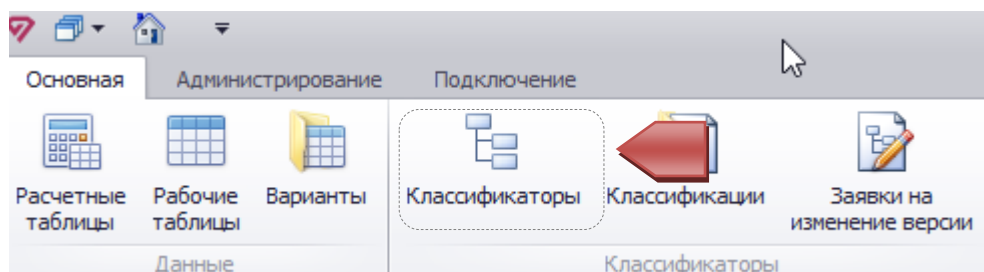 Основная Администрирование Подключение
Расчетные таблицы
Рабочие таблицы
Варианты
Классификаторы
Классификации
Заявки на изменение версии
Данные
Классификаторы